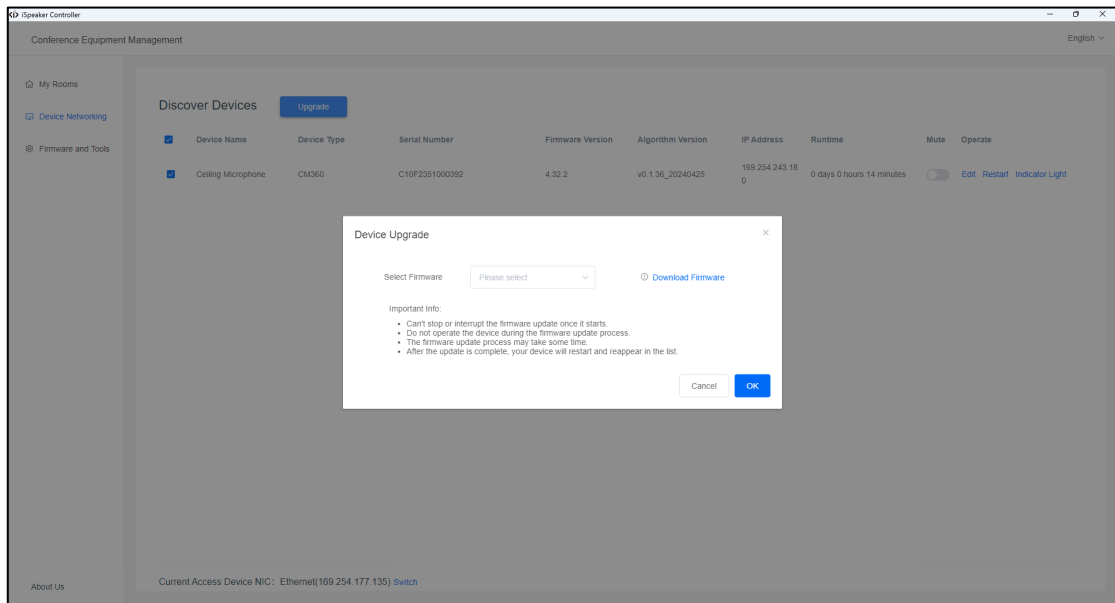 iSpeaker Controller
Conference Equipment Management
English
My Rooms
Device Networking
Firmware and Tools
Discover Devices
Upgrade
Device Name Device Type Serial Number Firmware Version Algorithm Version IP Address Runtime Mute Operate
Ceiling Microphone CM360 C10F2351000392 4.32.2 v0.1.36_20240425 169.254.243.18
0
0 days 0 hours 14 minutes Edit Restart Indicator Light
Device Upgrade
Select Firmware Please select Download Firmware
Important Info:
• Can't stop or interrupt the firmware update once it starts.
• Do not operate the device during the firmware update process.
• The firmware update process may take some time.
• After the update is complete, your device will restart and reappear in the list.
Cancel OK
About Us
Current Access Device NIC: Ethernet(169.254.177.135) Switch